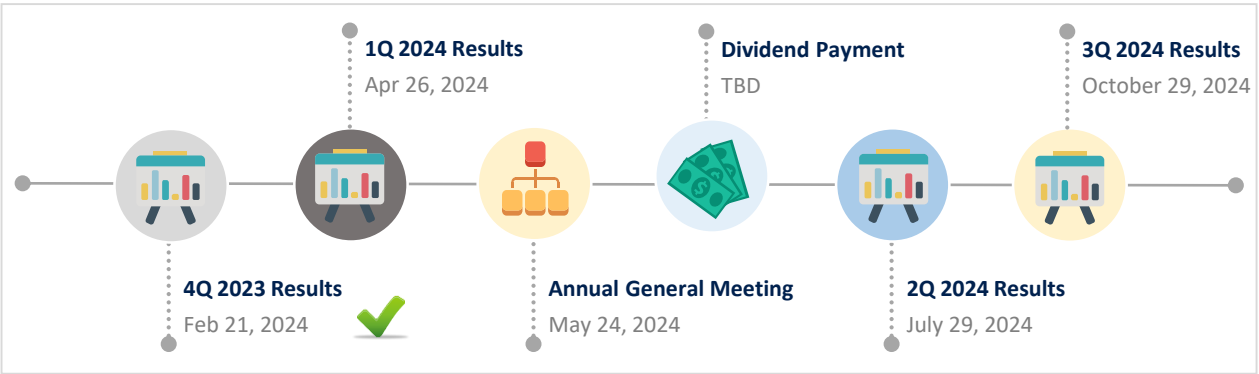 1Q 2024 Results
Apr 26, 2024
Dividend Payment
TBD
3Q 2024 Results
October 29, 2024
4Q 2023 Results
Feb 21, 2024
Annual General Meeting
May 24, 2024
2Q 2024 Results
July 29, 2024